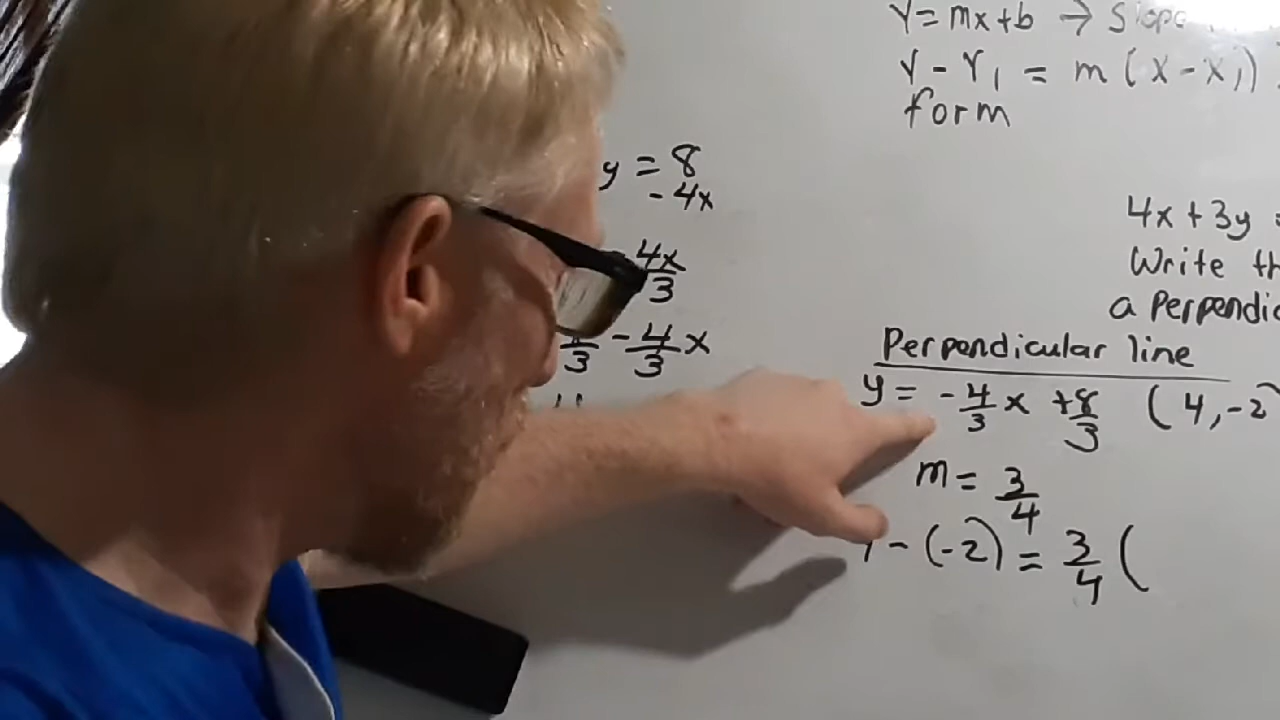 Y = mx + b → Slope
Y - Y₁ = m ( X - X₁)
form
y = 8
- 4x
4x/3
/3 - 4/3 x
4x + 3y
Write
a Perpendic
Perpendicular line
y = - 4/3 x + 8/3 ( 4 , -2 )
m = 3/4
- (-2) = 3/4 (